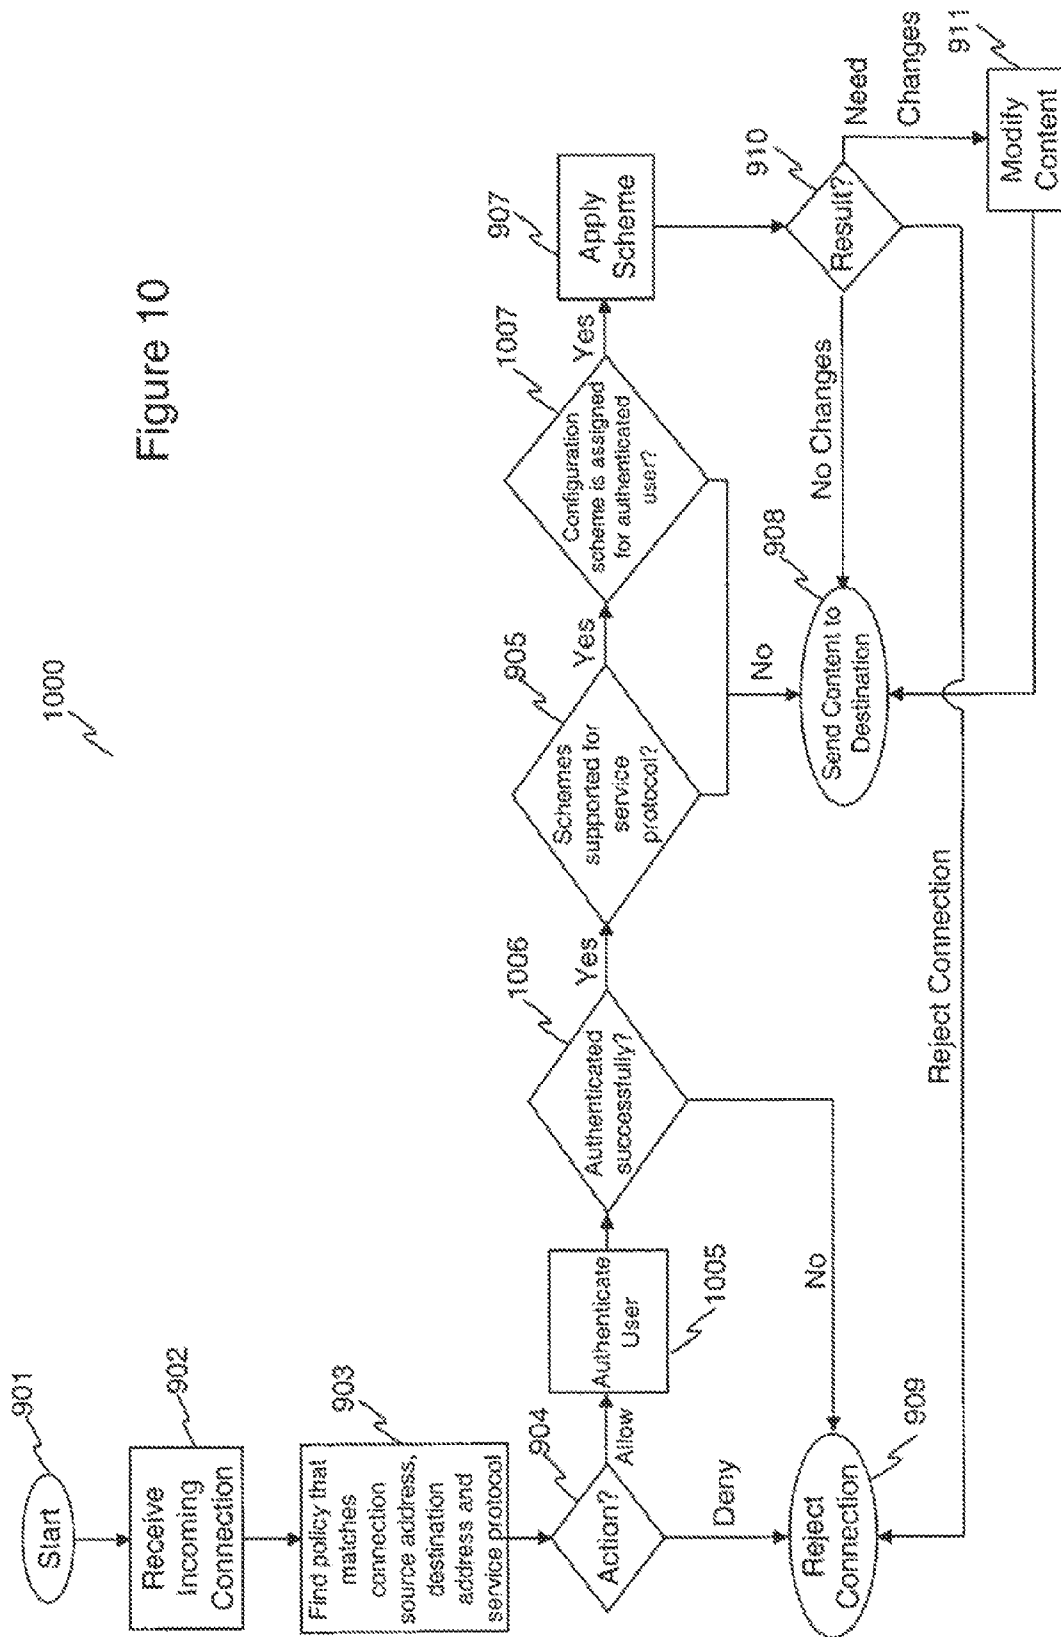 Figure 10
1000
901
Start
902
Receive
Incoming
Connection
903
Find policy that
matches
connection
source address,
destination
address and
service protocol
904
Action?
Allow
Deny
Authenticate
User
1005
1006
Authenticated
successfully?
Yes
No
905
Schemes
supported for
service
protocol?
Yes
1007
Configuration
scheme is assigned
for authenticated
user?
Yes
No
907
Apply
Scheme
910
Result?
No Changes
Need
Changes
911
Modify
Content
908
Send Content to
Destination
Reject Connection
909
Reject
Connection